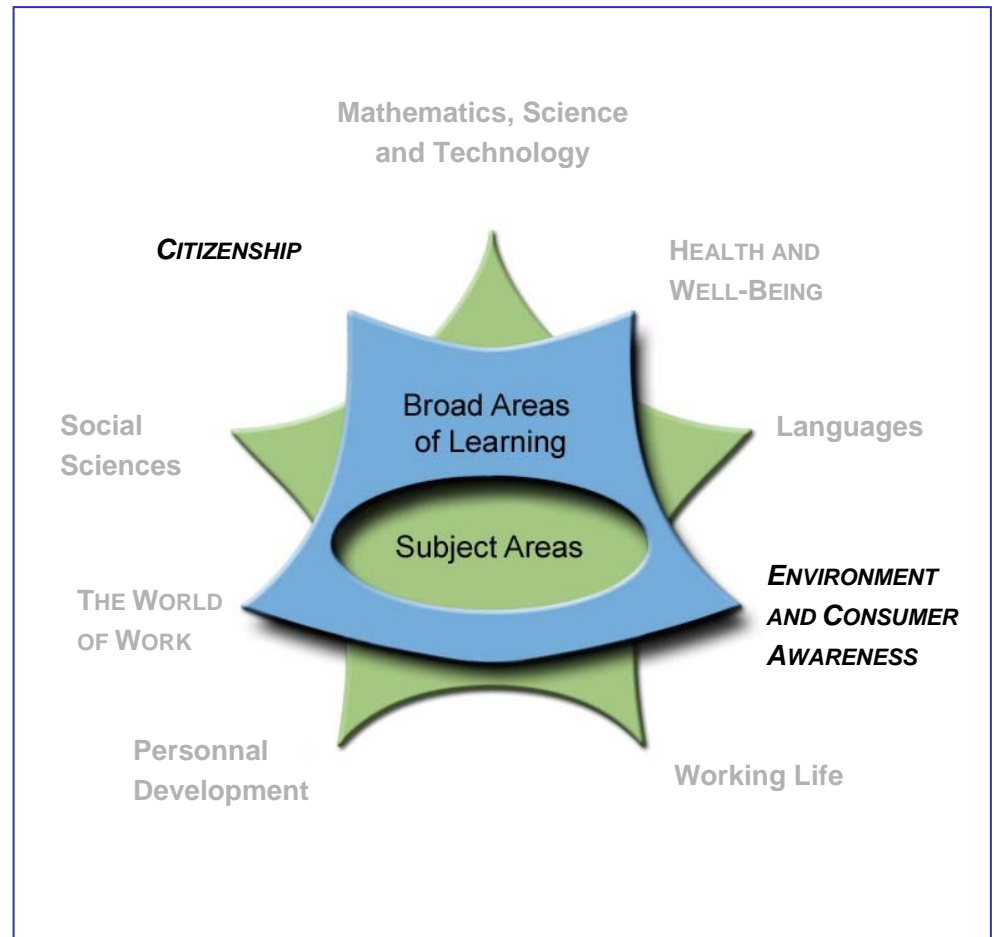 Mathematics, Science
and Technology
CITIZENSHIP
HEALTH AND
WELL-BEING
Broad Areas
of Learning
Social
Sciences
Languages
Subject Areas
ENVIRONMENT
AND CONSUMER
AWARENESS
THE WORLD
OF WORK
Personnal
Development
Working Life